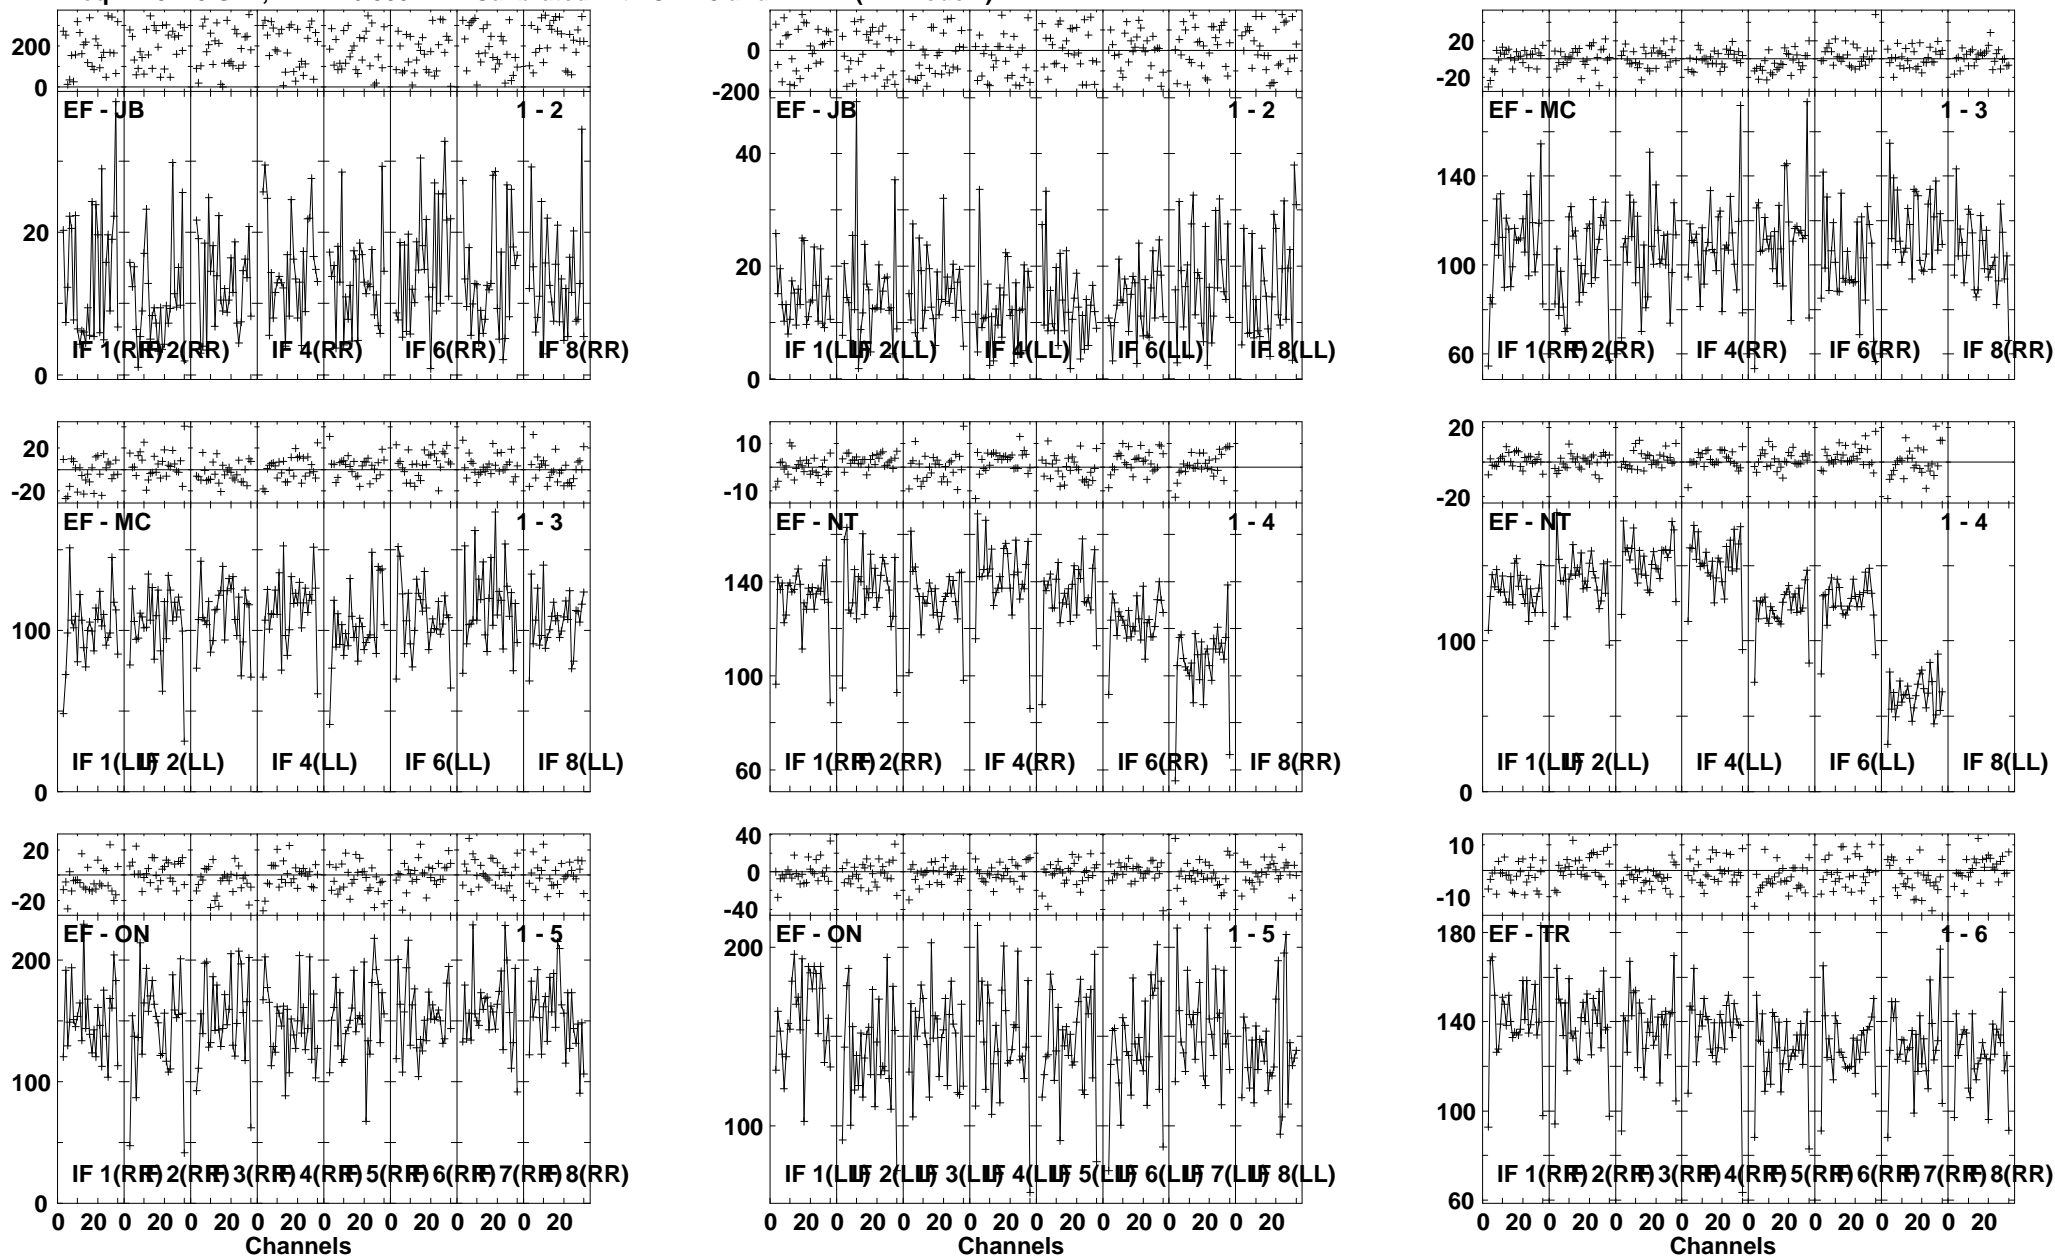 200
0
EF - JB
1 - 2
20
0
IF 1(RR)
IF 2(RR)
IF 4(RR)
IF 6(RR)
IF 8(RR)
0
-200
EF - JB
1 - 2
40
20
0
IF 1(LL)
IF 2(LL)
IF 4(LL)
IF 6(LL)
IF 8(LL)
20
-20
EF - MC
1 - 3
140
100
60
IF 1(RR)
IF 2(RR)
IF 4(RR)
IF 6(RR)
IF 8(RR)
20
-20
EF - MC
1 - 3
100
0
IF 1(LL)
IF 2(LL)
IF 4(LL)
IF 6(LL)
IF 8(LL)
10
-10
EF - NT
1 - 4
140
100
60
IF 1(RR)
IF 2(RR)
IF 4(RR)
IF 6(RR)
IF 8(RR)
20
-20
EF - NT
1 - 4
100
0
IF 1(LL)
IF 2(LL)
IF 4(LL)
IF 6(LL)
IF 8(LL)
20
-20
EF - ON
1 - 5
200
100
0
IF 1(RR)
IF 2(RR)
IF 3(RR)
IF 4(RR)
IF 5(RR)
IF 6(RR)
IF 7(RR)
IF 8(RR)
0 20 0 20 0 20 0 20 0 20 0 20 0 20 0 20
Channels
40
0
-40
EF - ON
1 - 5
200
100
IF 1(LL)
IF 2(LL)
IF 3(LL)
IF 4(LL)
IF 5(LL)
IF 6(LL)
IF 7(LL)
IF 8(LL)
0 20 0 20 0 20 0 20 0 20 0 20 0 20 0 20
Channels
10
-10
EF - TR
1 - 6
180
140
100
60
IF 1(RR)
IF 2(RR)
IF 3(RR)
IF 4(RR)
IF 5(RR)
IF 6(RR)
IF 7(RR)
IF 8(RR)
0 20 0 20 0 20 0 20 0 20 0 20 0 20 0 20
Channels